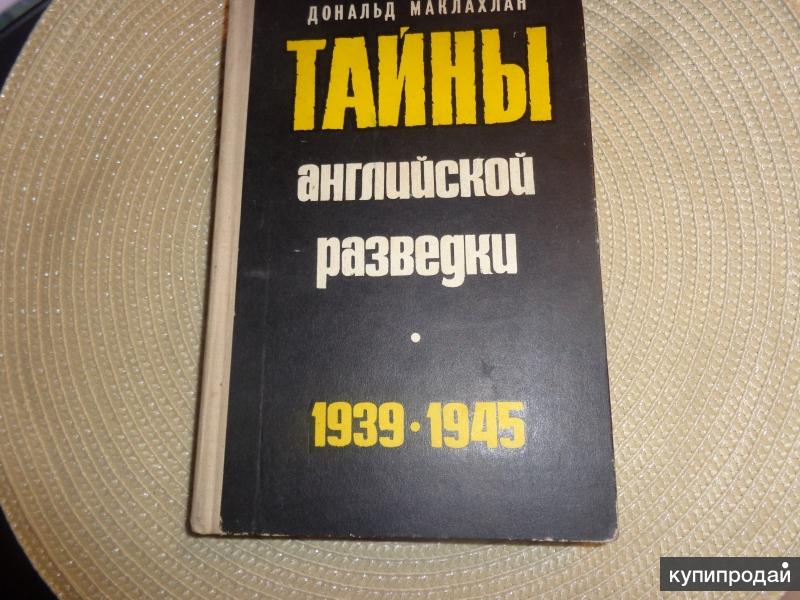 ДОНАЛЬД МАКЛАХЛАН
ТАЙНЫ
английской
разведки
1939•1945
купипродай